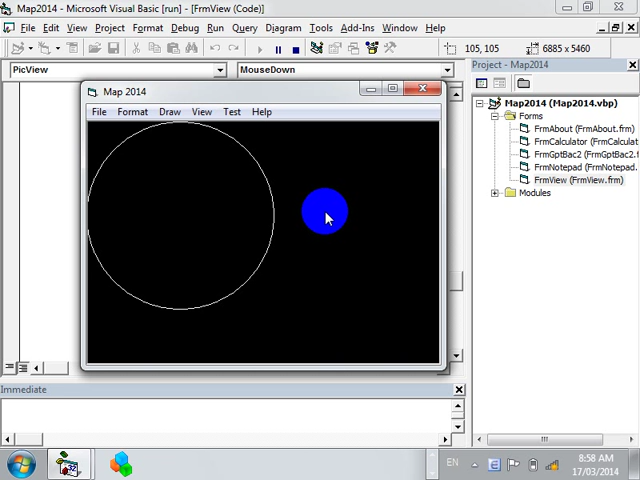 Map2014 - Microsoft Visual Basic [run] - [FrmView (Code)]
File Edit View Project Format Debug Run Query Diagram Tools Add-Ins Window Help
105, 105 6885 x 5460
PicView MouseDown
Project - Map2014
Map 2014
File Format Draw View Test Help
Map2014 (Map2014.vbp)
Forms
FrmAbout (FrmAbout.frm)
FrmCalculator (FrmCalculat
FrmGptBac2 (FrmGptBac2.f
FrmNotepad (FrmNotepad.
FrmView (FrmView.frm)
Modules
Immediate
EN
8:58 AM
17/03/2014